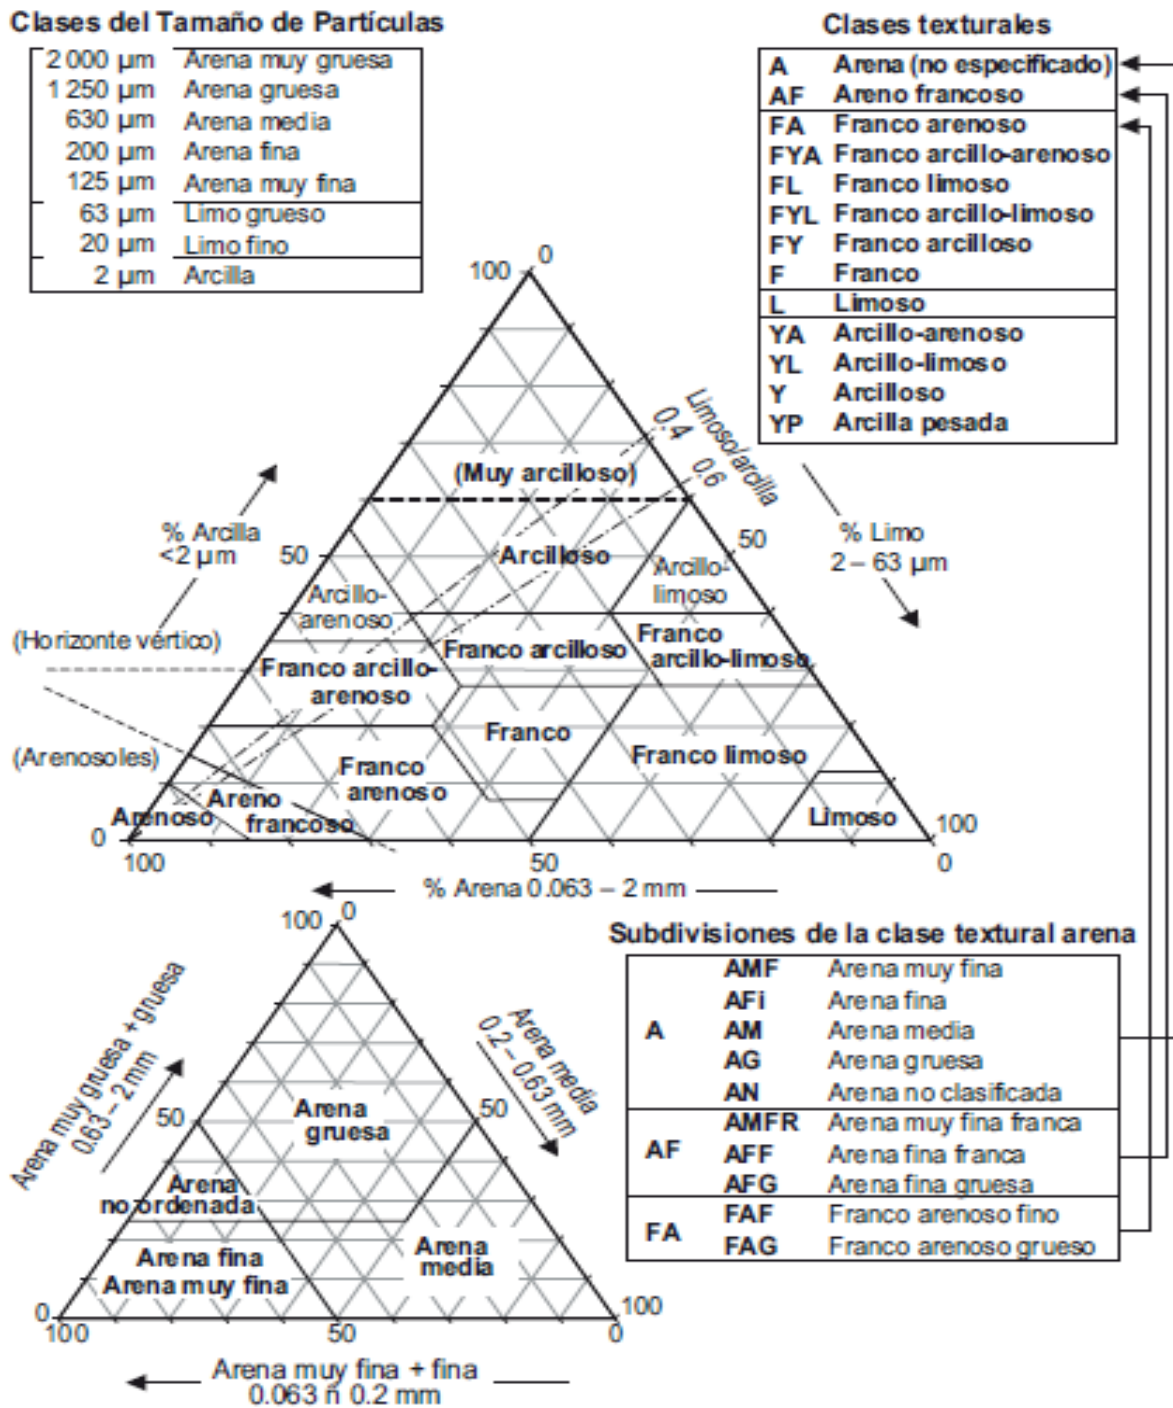 Clases del Tamaño de Partículas
2 000 µm Arena muy gruesa
1 250 µm Arena gruesa
630 µm Arena media
200 µm Arena fina
125 µm Arena muy fina
63 µm Limo grueso
20 µm Limo fino
2 µm Arcilla
Clases texturales
A Arena (no especificado)
AF Areno francoso
FA Franco arenoso
FYA Franco arcillo-arenoso
FL Franco limoso
FYL Franco arcillo-limoso
FY Franco arcilloso
F Franco
L Limoso
YA Arcillo-arenoso
YL Arcillo-limoso
Y Arcilloso
YP Arcilla pesada
100
0
0.4
0.6
Limoso/arcilla
(Muy arcilloso)
% Arcilla
<2 µm
50
50
% Limo
2 – 63 µm
Arcilloso
Arcillo-
arenoso
Arcillo-
limoso
(Horizonte vértico)
Franco arcilloso
Franco
arcillo-limoso
Franco arcillo-
arenoso
Franco
Franco limoso
(Arenosoles)
Franco
arenoso
Areno
francoso
Arenoso
Limoso
0
100
100
50
0
% Arena 0.063 – 2 mm
100
0
Arena muy gruesa + gruesa
0.63 – 2 mm
Arena media
0.2 – 0.63 mm
50
50
Arena
gruesa
Arena
no ordenada
Arena fina
Arena muy fina
Arena
media
0
100
100
50
0
Arena muy fina + fina
0.063 ñ 0.2 mm
Subdivisiones de la clase textural arena
AMF Arena muy fina
AFi Arena fina
A AM Arena media
AG Arena gruesa
AN Arena no clasificada
AMFR Arena muy fina franca
AF AFF Arena fina franca
AFG Arena fina gruesa
FA FAF Franco arenoso fino
FAG Franco arenoso grueso